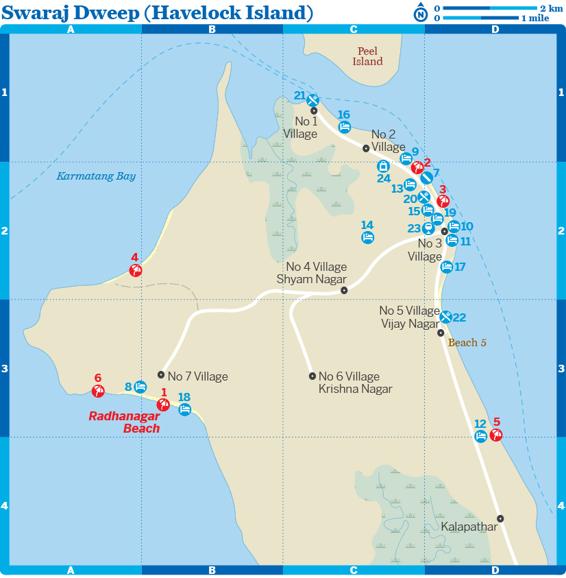 Swaraj Dweep (Havelock Island)
N
0 2 km
0 1 mile
A B C D
Peel
Island
1 1
21
16
No 1
Village
No 2
Village
9
2
24
7
Karmatang Bay
13
3
20
15
19
14
23
10
2 2
No 3
Village
11
4
No 4 Village
Shyam Nagar
17
No 5 Village
Vijay Nagar
22
Beach 5
3 3
6
8
No 7 Village
No 6 Village
Krishna Nagar
1
18
Radhanagar
Beach
12
5
4 4
Kalapathar
A B C D